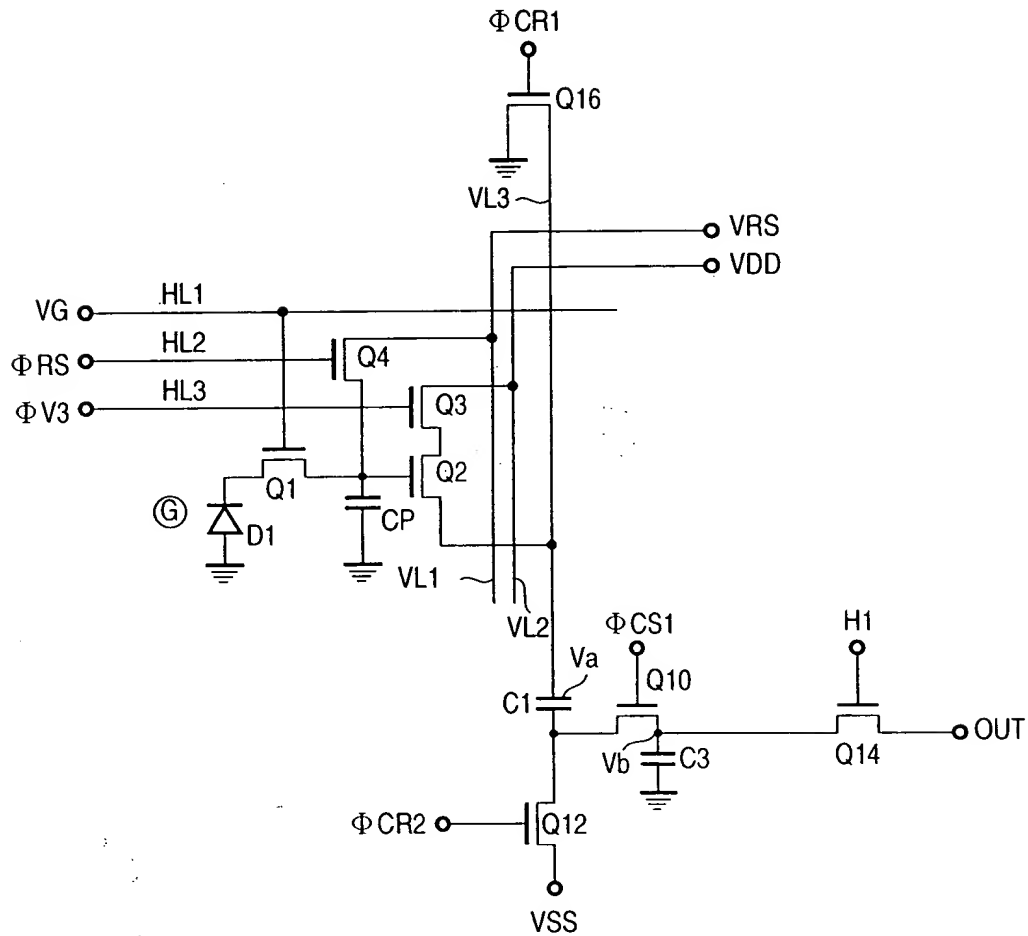 ΦCR1
Q16
VL3
VRS
VDD
VG
HL1
ΦRS
HL2
Q4
ΦV3
HL3
Q3
Q2
Q1
G
D1
CP
VL1
VL2
ΦCS1
H1
Va
Q10
C1
OUT
Vb
C3
Q14
ΦCR2
Q12
VSS